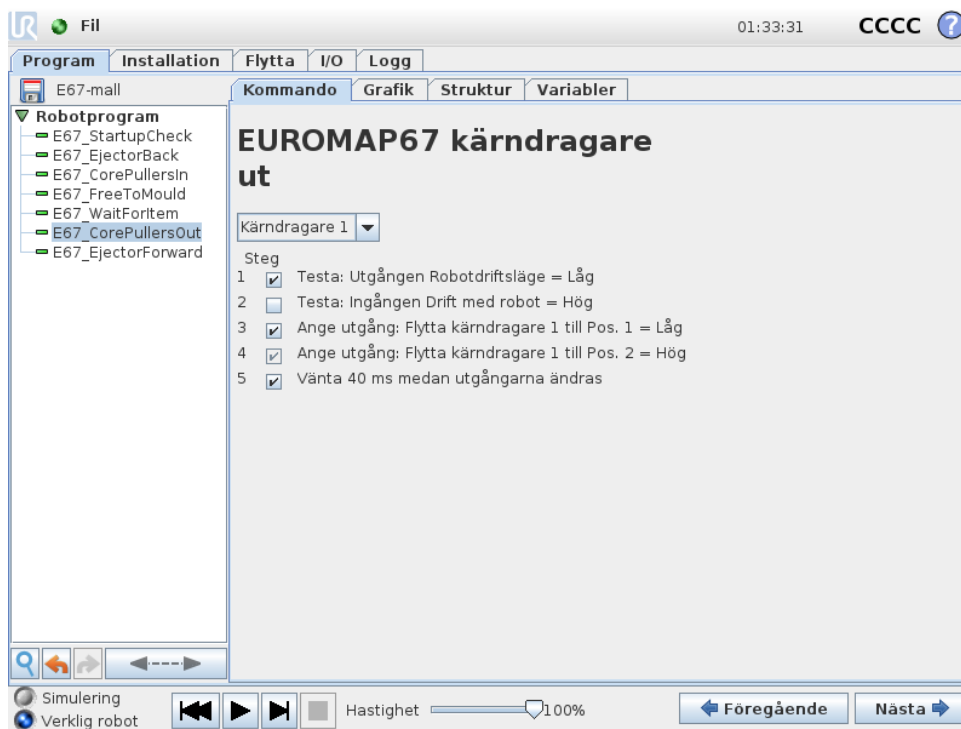 UR Fil 01:33:31 CCCC ?
Program Installation Flytta I/O Logg
E67-mall
Kommando Grafik Struktur Variabler
Robotprogram
E67_StartupCheck
E67_EjectorBack
E67_CorePullersIn
E67_FreeToMould
E67_WaitForItem
E67_CorePullersOut
E67_EjectorForward
EUROMAP67 kärndragare
ut
Kärndragare 1
Steg
1 Testa: Utgången Robotdriftsläge = Låg
2 Testa: Ingången Drift med robot = Hög
3 Ange utgång: Flytta kärndragare 1 till Pos. 1 = Låg
4 Ange utgång: Flytta kärndragare 1 till Pos. 2 = Hög
5 Vänta 40 ms medan utgångarna ändras
Simulering
Verklig robot
Hastighet 100%
Föregående
Nästa